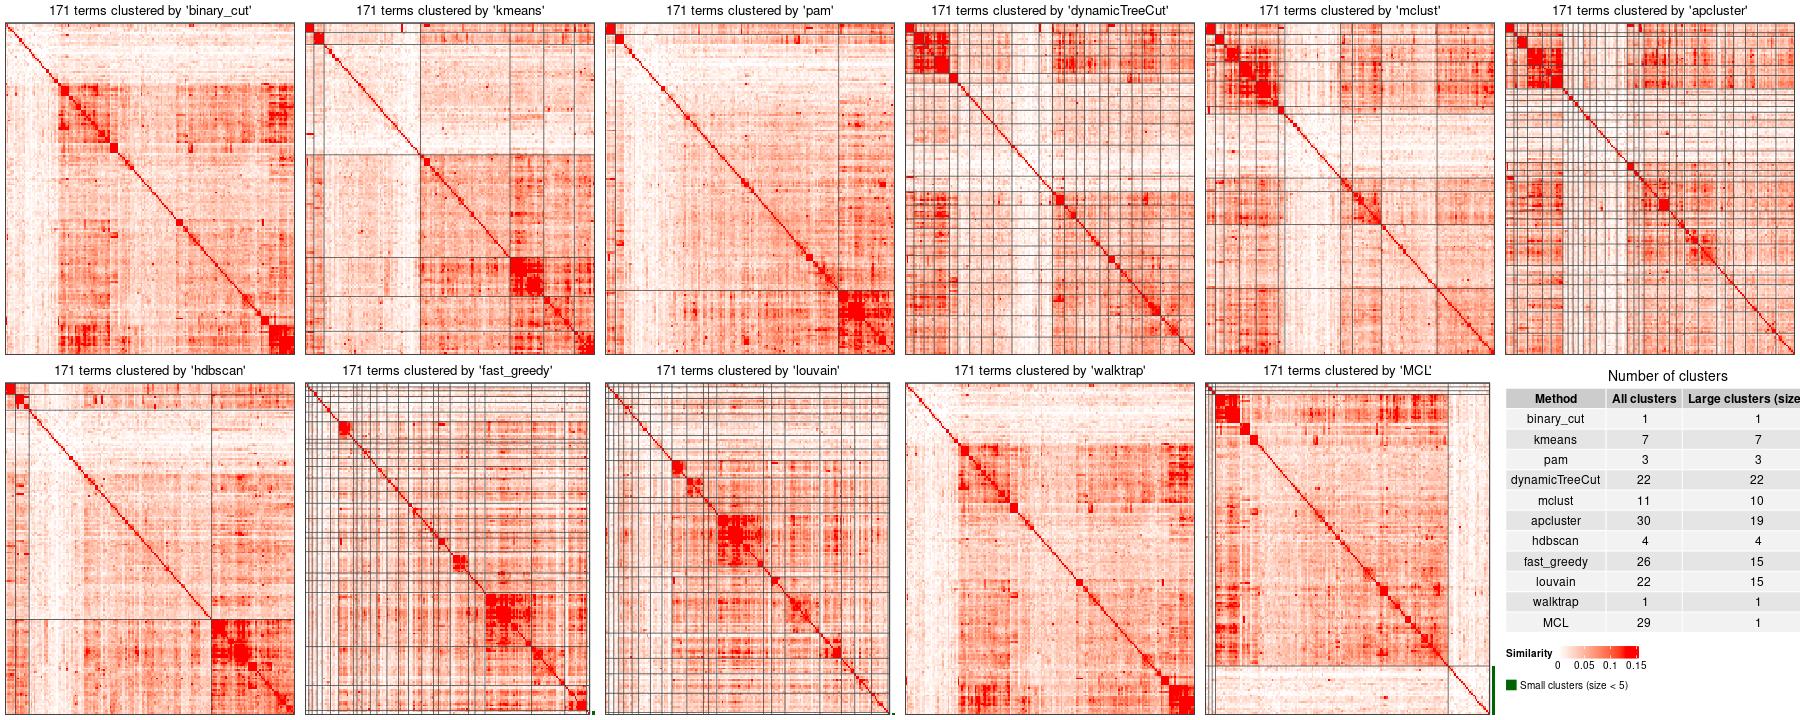 171 terms clustered by 'binary_cut'
171 terms clustered by 'kmeans'
171 terms clustered by 'pam'
171 terms clustered by 'dynamicTreeCut'
171 terms clustered by 'mclust'
171 terms clustered by 'apcluster'
171 terms clustered by 'hdbscan'
171 terms clustered by 'fast_greedy'
171 terms clustered by 'louvain'
171 terms clustered by 'walktrap'
171 terms clustered by 'MCL'
Number of clusters
Method All clusters Large clusters (size
binary_cut 1 1
kmeans 7 7
pam 3 3
dynamicTreeCut 22 22
mclust 11 10
apcluster 30 19
hdbscan 4 4
fast_greedy 26 15
louvain 22 15
walktrap 1 1
MCL 29 1
Similarity
0 0.05 0.1 0.15
Small clusters (size < 5)